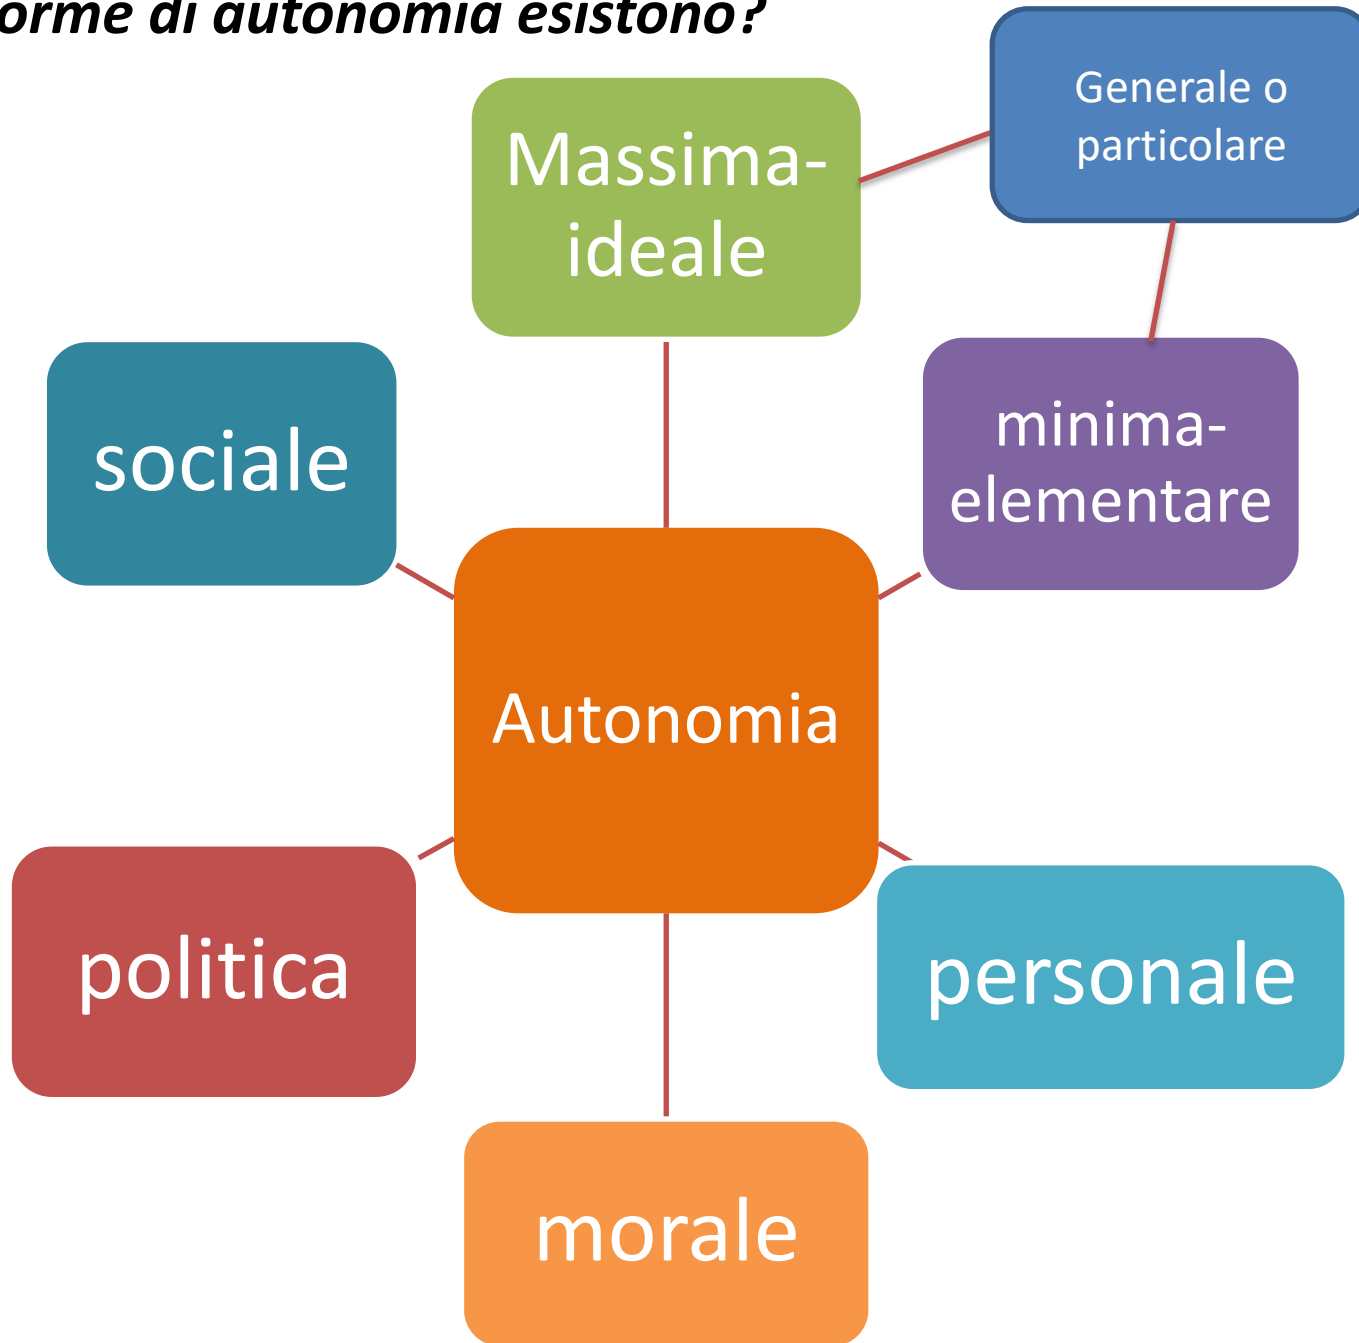 orme di autonomia esistono?
Generale o
particolare
Massima-
ideale
sociale
minima-
elementare
Autonomia
politica
personale
morale